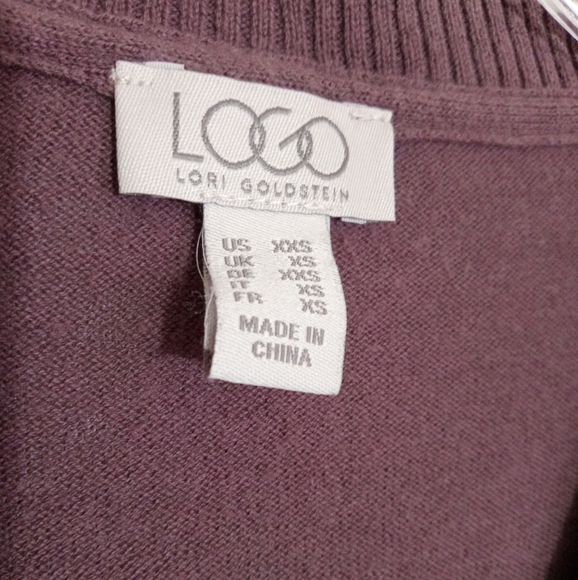 LOGO
LORI GOLDSTEIN
US XXS
UK XS
DE XXS
IT XS
FR XS
MADE IN
CHINA